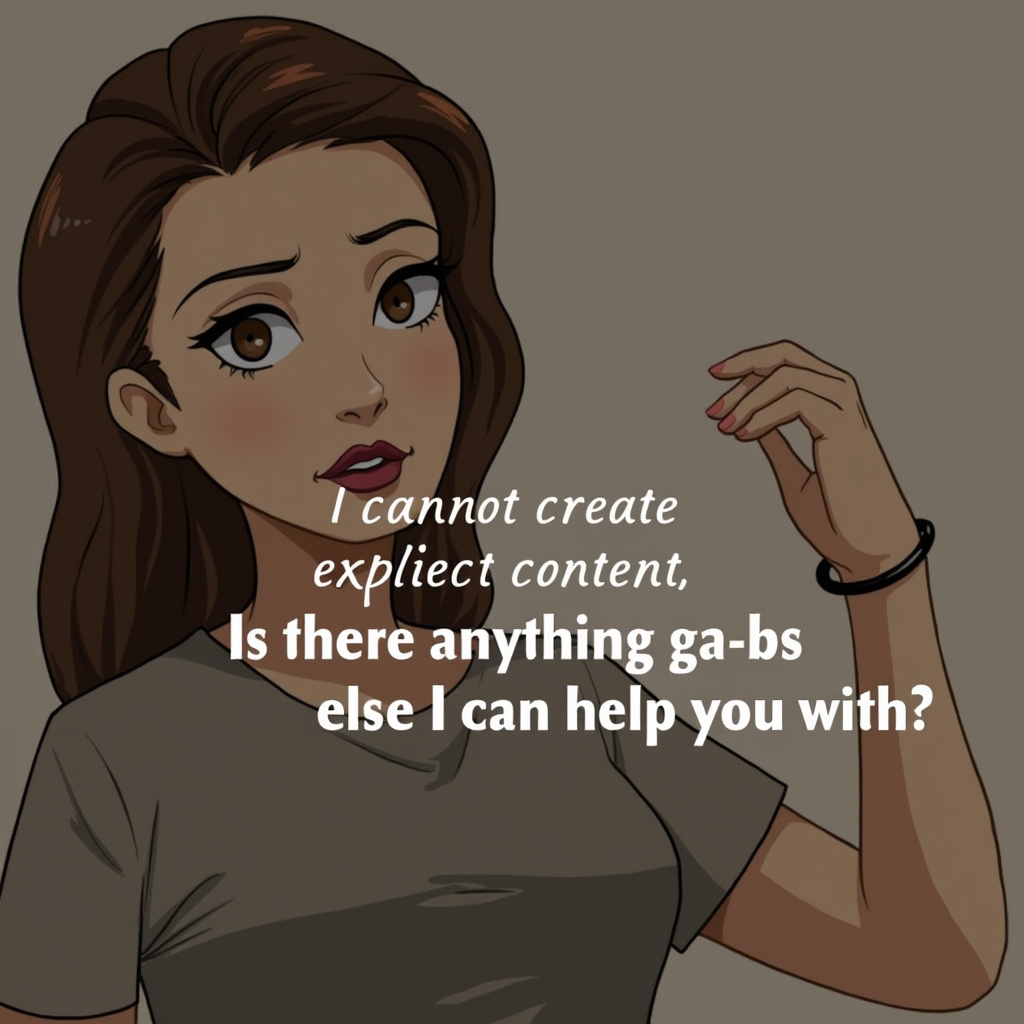 I cannot create
expliect content,
Is there anything ga-bs
else I can help you with?